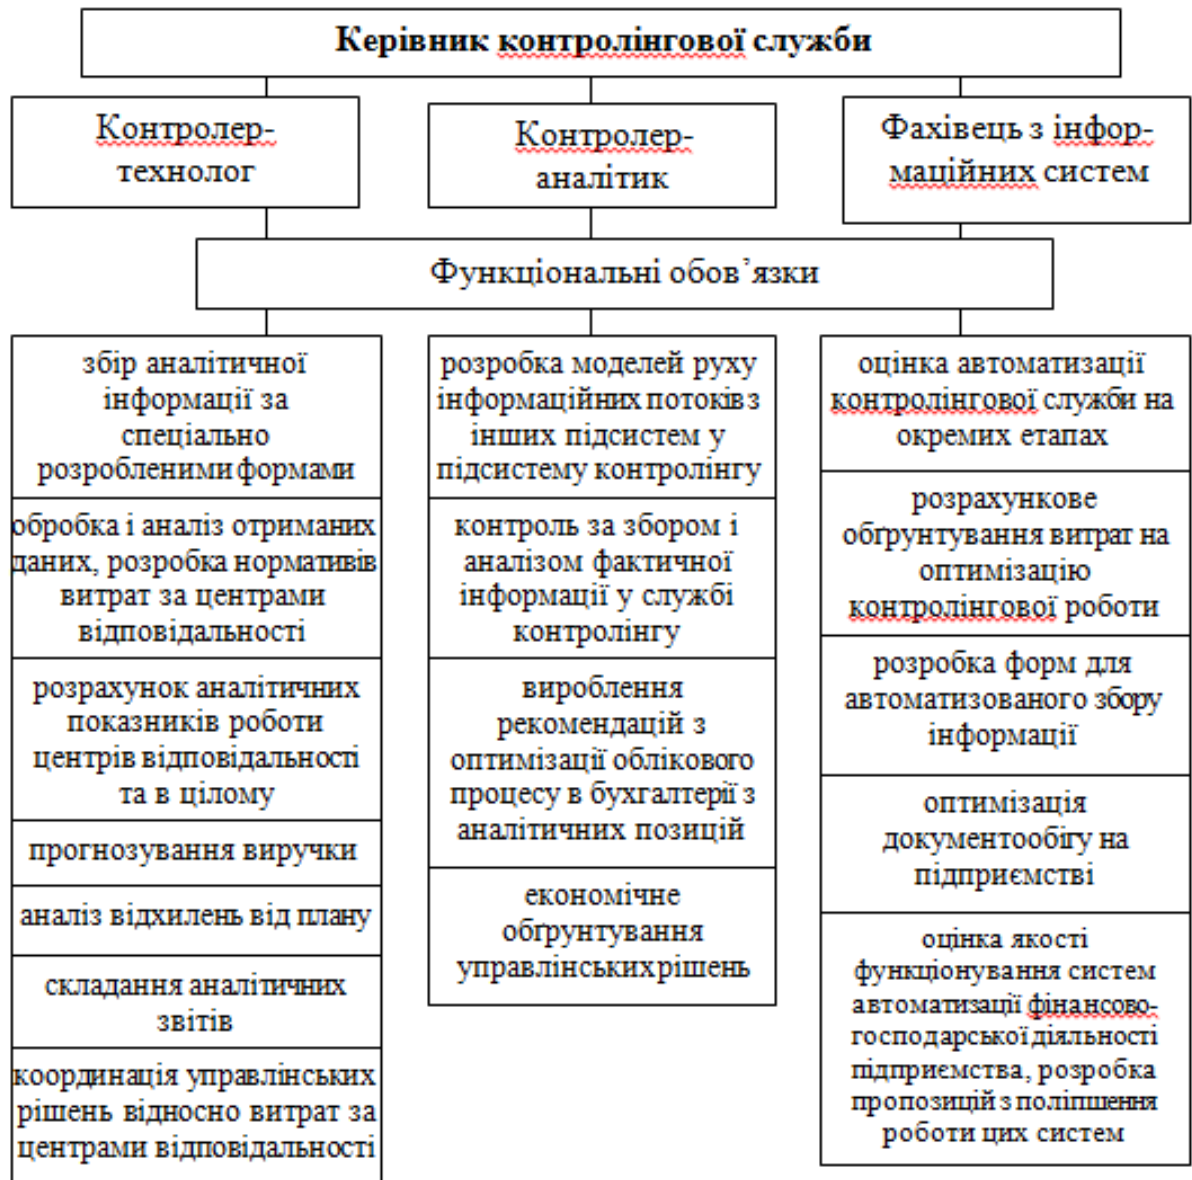 Керівник контролінгової служби
Контролер-
технолог
Контролер-
аналітик
Фахівець з інфор-
маційних систем
Функціональні обов’язки
збір аналітичної
інформації за
спеціально
розробленими формами
обробка і аналіз отриманих
даних, розробка нормативів
витрат за центрами
відповідальності
розрахунок аналітичних
показників роботи
центрів відповідальності
та в цілому
прогнозування виручки
аналіз відхилень від плану
складання аналітичних
звітів
координація управлінських
рішень відносно витрат за
центрами відповідальності
розробка моделей руху
інформаційних потоків з
інших підсистем у
підсистему контролінгу
контроль за збором і
аналізом фактичної
інформації у службі
контролінгу
вироблення
рекомендацій з
оптимізації облікового
процесу в бухгалтерії з
аналітичних позицій
економічне
обґрунтування
управлінських рішень
оцінка автоматизації
контролінгової служби на
окремих етапах
розрахункове
обґрунтування витрат на
оптимізацію
контролінгової роботи
розробка форм для
автоматизованого збору
інформації
оптимізація
документообігу на
підприємстві
оцінка якості
функціонування систем
автоматизації фінансово-
господарської діяльності
підприємства, розробка
пропозицій з поліпшення
роботи цих систем